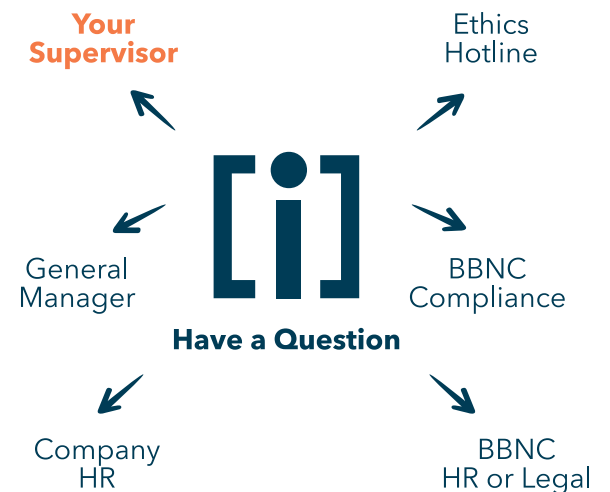 Your
Supervisor
Ethics
Hotline
[i]
General
Manager
BBNC
Compliance
Have a Question
Company
HR
BBNC
HR or Legal